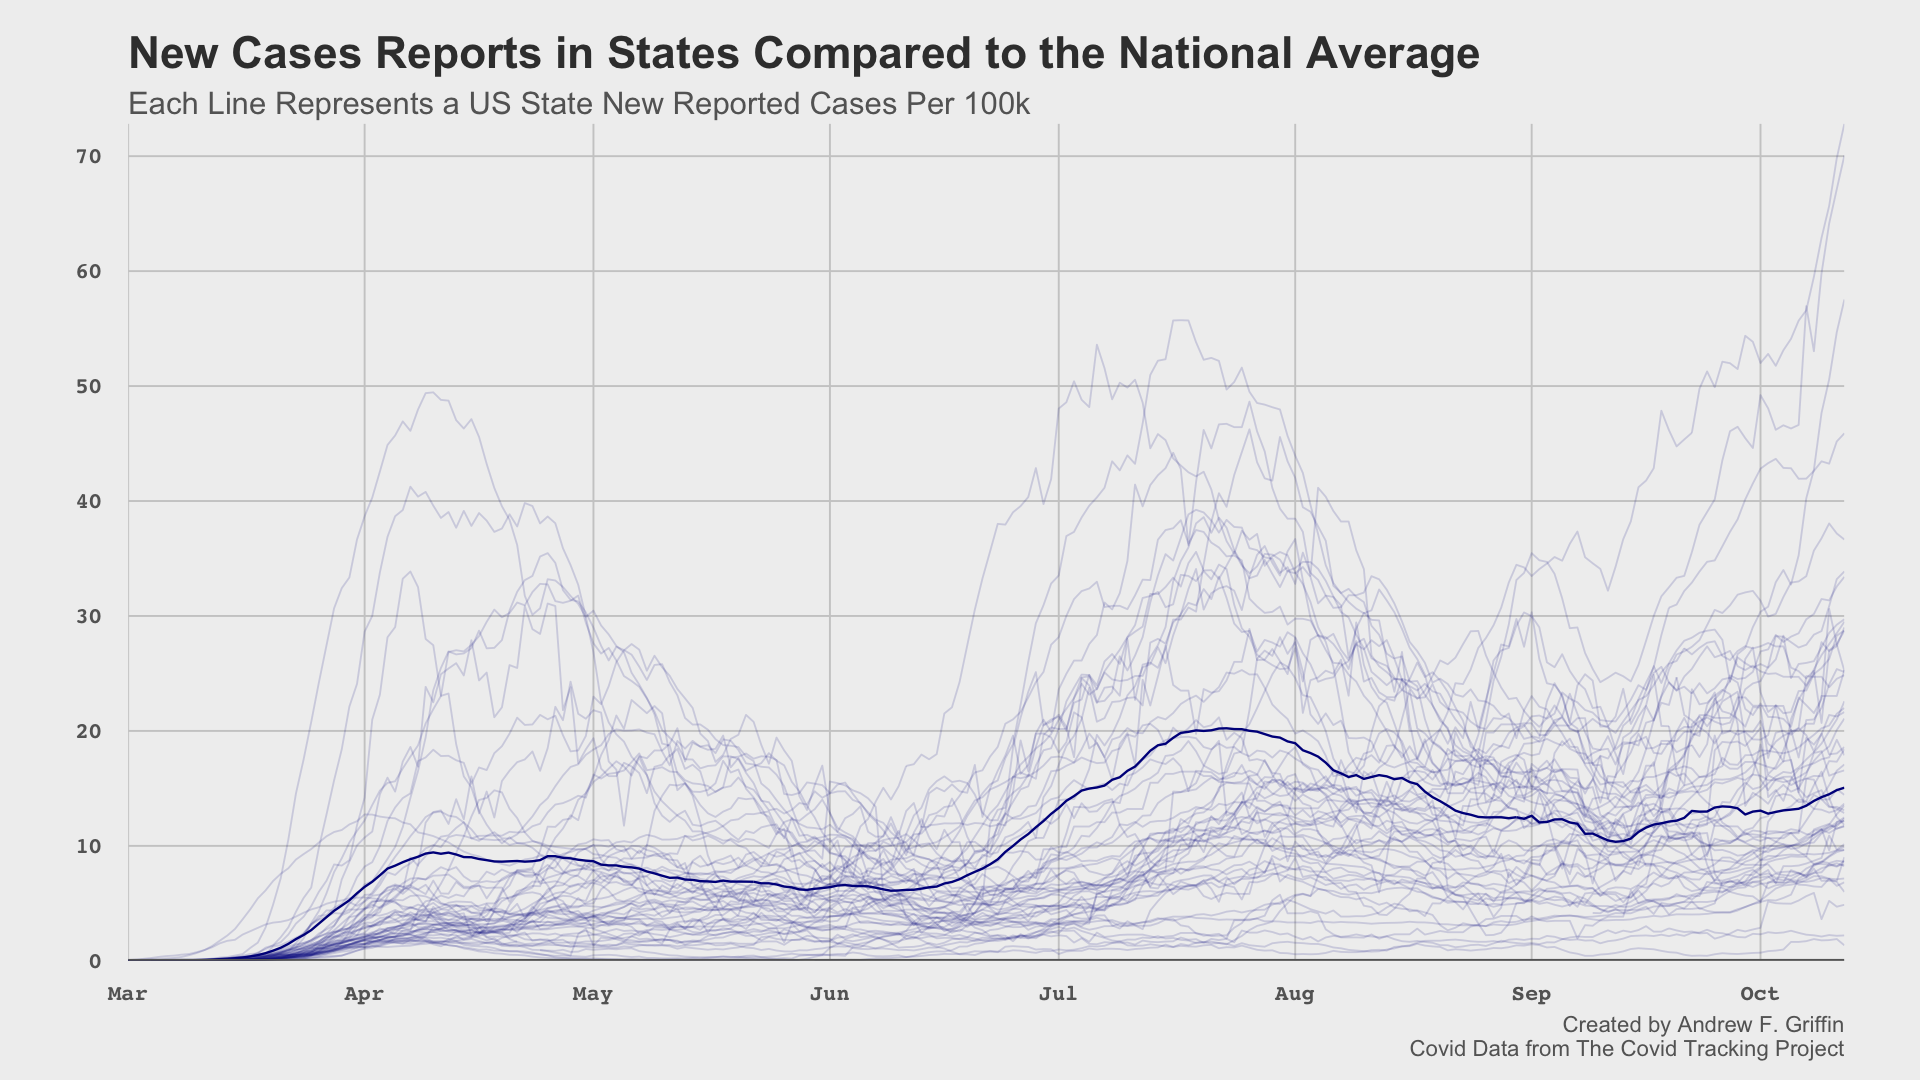 New Cases Reports in States Compared to the National Average
Each Line Represents a US State New Reported Cases Per 100k
70
60
50
40
30
20
10
0
Mar Apr May Jun Jul Aug Sep Oct
Created by Andrew F. Griffin
Covid Data from The Covid Tracking Project